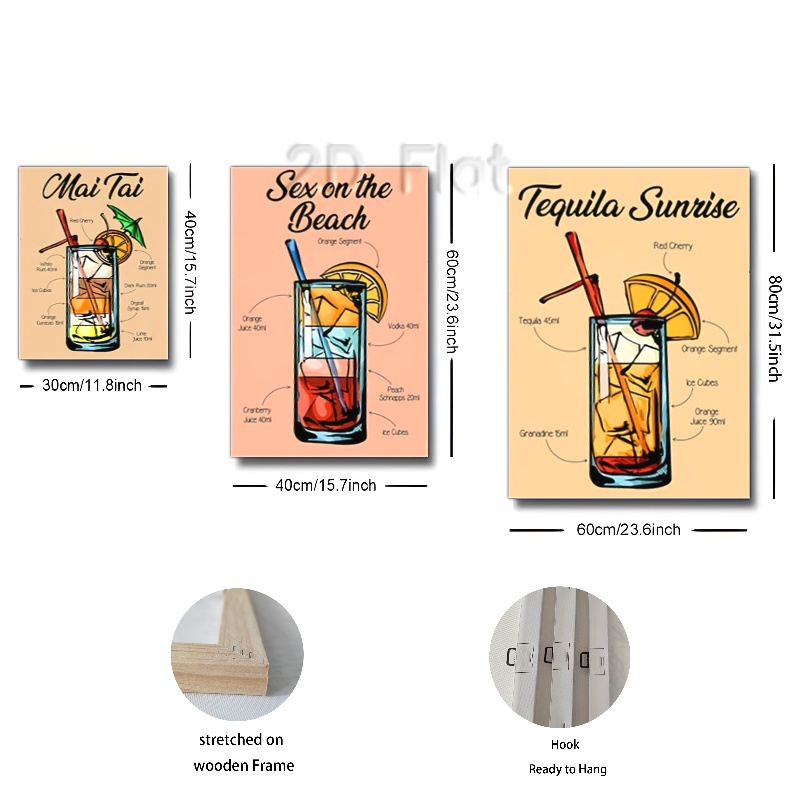 2D Flat
Mai Tai
Red Cherry
White
Rum 40ml
Orange
Segment
Ice Cubes
Dark Rum 20ml
Orgeat
Syrup 15ml
Orange
Curacao 15ml
Lime
Juice 10ml
40cm/15.7inch
30cm/11.8inch
Sex on the
Beach
Orange Segment
Orange
Juice 40ml
Vodka 40ml
Peach
Schnapps 20ml
Cranberry
Juice 40ml
Ice Cubes
60cm/23.6inch
40cm/15.7inch
Tequila Sunrise
Red Cherry
Tequila 45ml
Orange Segment
Ice Cubes
Orange
Juice 90ml
Grenadine 15ml
80cm/31.5inch
60cm/23.6inch
stretched on
wooden Frame
Hook
Ready to Hang